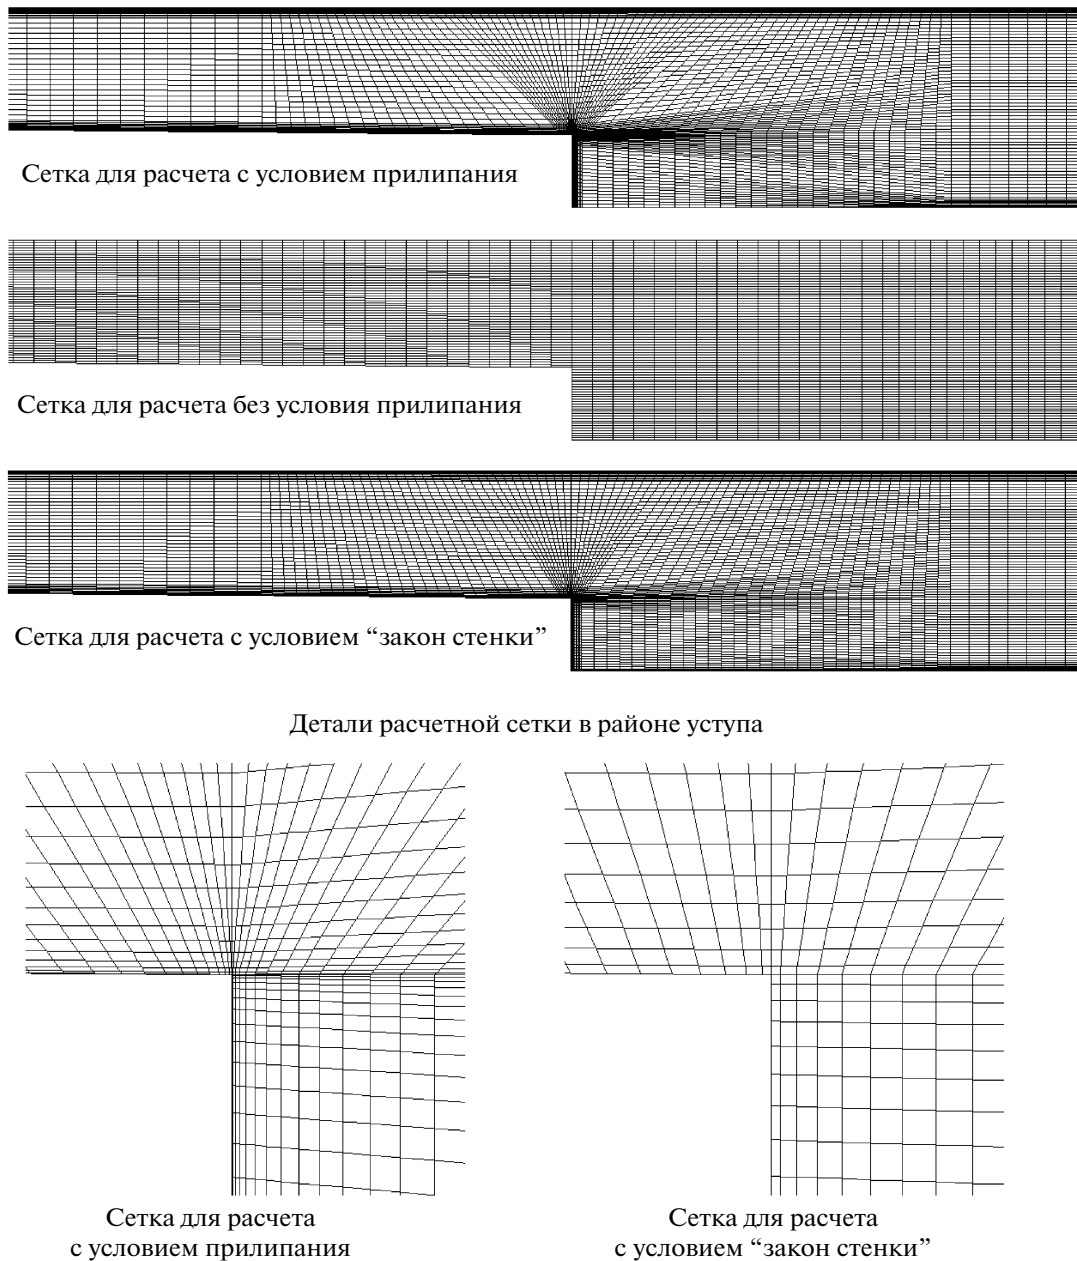 Сетка для расчета с условием прилипания
Сетка для расчета без условия прилипания
Сетка для расчета с условием “закон стенки”
Детали расчетной сетки в районе уступа
Сетка для расчета
с условием прилипания
Сетка для расчета
с условием “закон стенки”